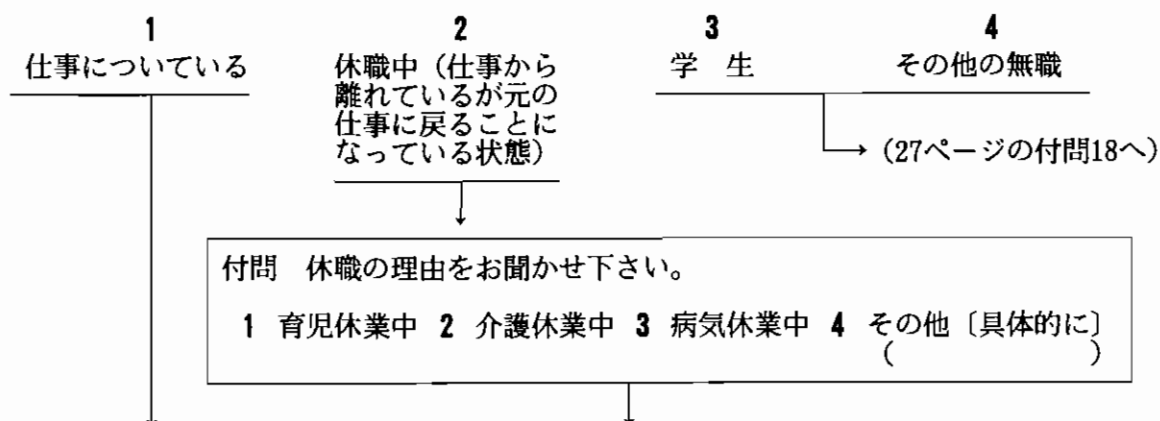 1
仕事についている
2
休職中（仕事から
離れているが元の
仕事に戻ることに
なっている状態）
3
学 生
4
その他の無職
（27ページの付問18へ）
付問 休職の理由をお聞かせ下さい。
1 育児休業中 2 介護休業中 3 病気休業中 4 その他〔具体的に〕
（ ）